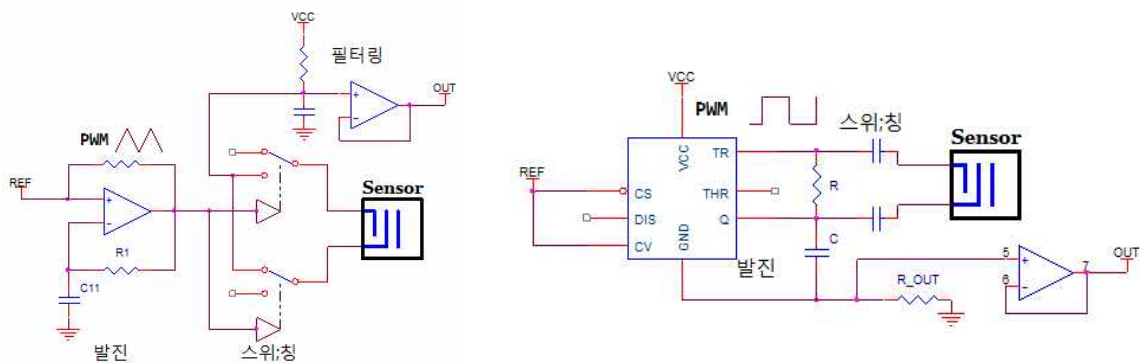 VCC
필터링
OUT
PWM
REF
Sensor
R1
C11
발진
스위;칭
VCC
PWM
스위;칭
Sensor
REF
VCC
TR
CS
THR
R
DIS
Q
CV
GND
발진
C
5
OUT
7
6
R_OUT